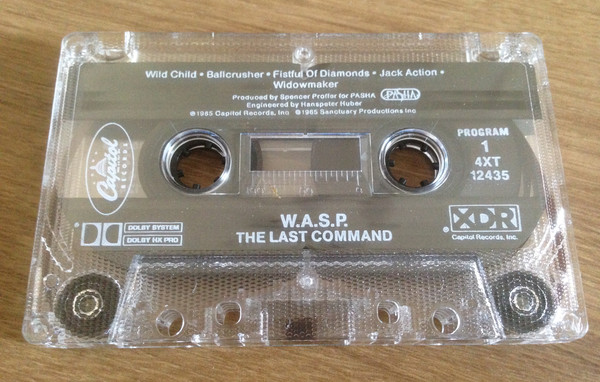 Wild Child • Ballcrusher • Fistful Of Diamonds • Jack Action •
Widowmaker
Produced by Spencer Proffer for PASHA PASHA
Engineered by Hanspeter Huber
℗1985 Capitol Records, Inc ©1985 Sanctuary Productions Inc
Capitol
RECORDS
PROGRAM
1
4XT
12435
DOLBY SYSTEM
DOLBY HX PRO
W.A.S.P.
THE LAST COMMAND
XDR
Capitol Records, Inc.